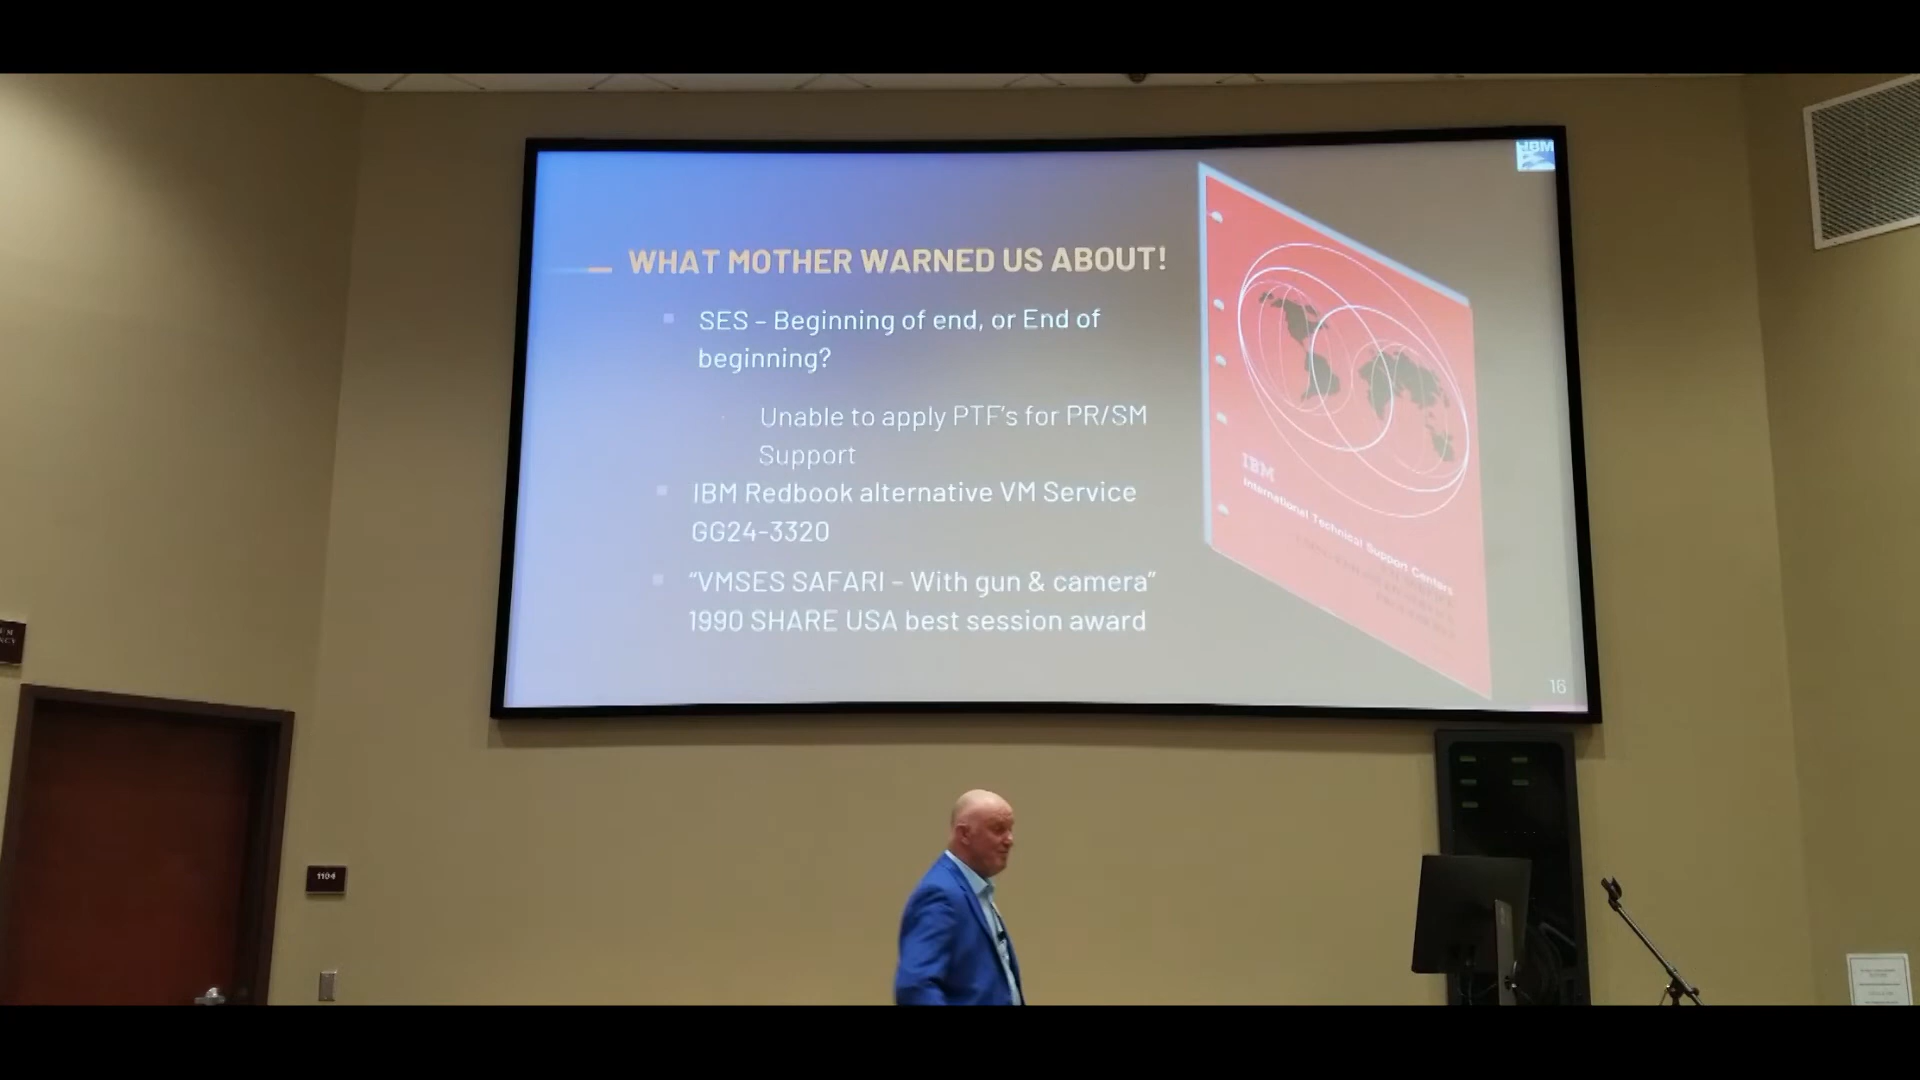 IBM
WHAT MOTHER WARNED US ABOUT!
SES – Beginning of end, or End of
beginning?
Unable to apply PTF's for PR/SM
Support
IBM Redbook alternative VM Service
GG24-3320
"VMSES SAFARI – With gun & camera"
1990 SHARE USA best session award
IBM
International Technical Support Centers
16
1104